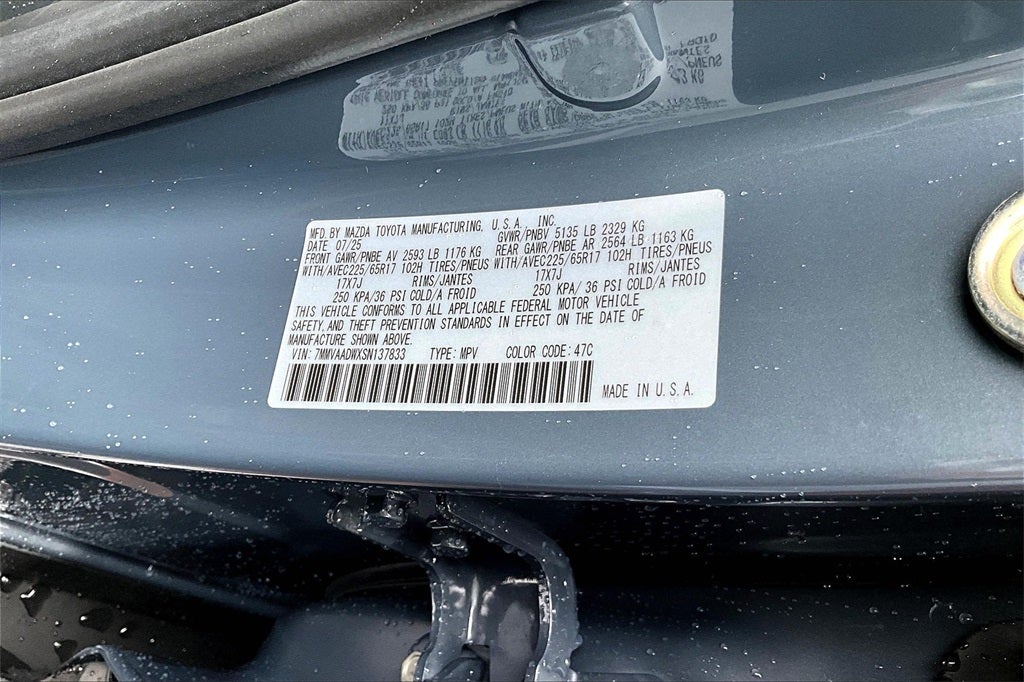 MFD. BY MAZDA TOYOTA MANUFACTURING, U.S.A., INC.
DATE 07/25 GVWR/PNBV 5135 LB 2329 KG
FRONT GAWR/PNBE AV 2593 LB 1176 KG REAR GAWR/PNBE AR 2564 LB 1163 KG
WITH/AVEC225/65R17 102H TIRES/PNEUS WITH/AVEC225/65R17 102H TIRES/PNEUS
17X7J RIMS/JANTES 17X7J RIMS/JANTES
250 KPA/36 PSI COLD/A FROID 250 KPA/36 PSI COLD/A FROID
THIS VEHICLE CONFORMS TO ALL APPLICABLE FEDERAL MOTOR VEHICLE
SAFETY, AND THEFT PREVENTION STANDARDS IN EFFECT ON THE DATE OF
MANUFACTURE SHOWN ABOVE.
VIN: 7MMVAADWXSN137833 TYPE: MPV COLOR CODE: 47C
MADE IN U.S.A.